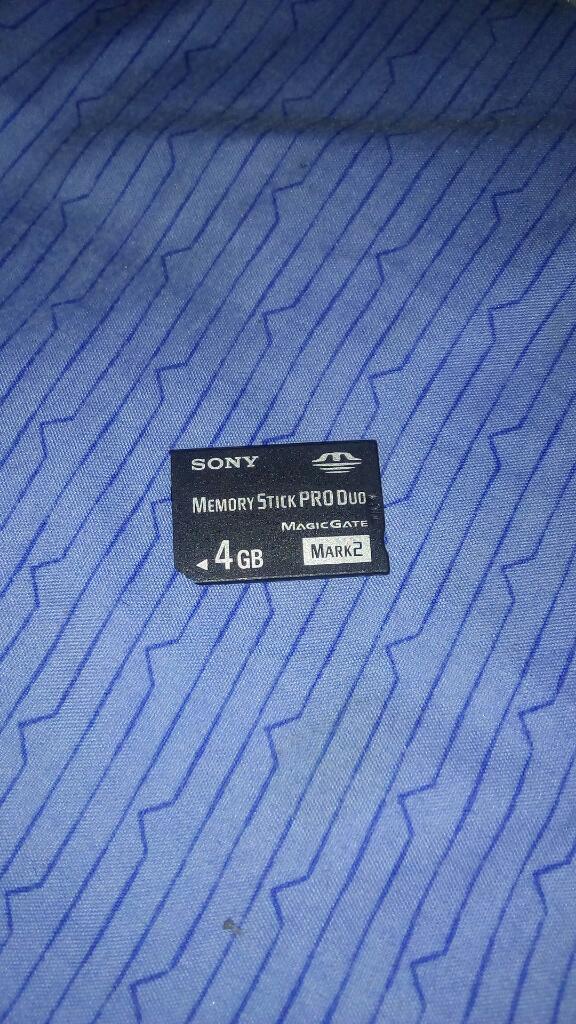 SONY
MEMORY STICK PRO DUO
MAGICGATE
4GB
MARK2